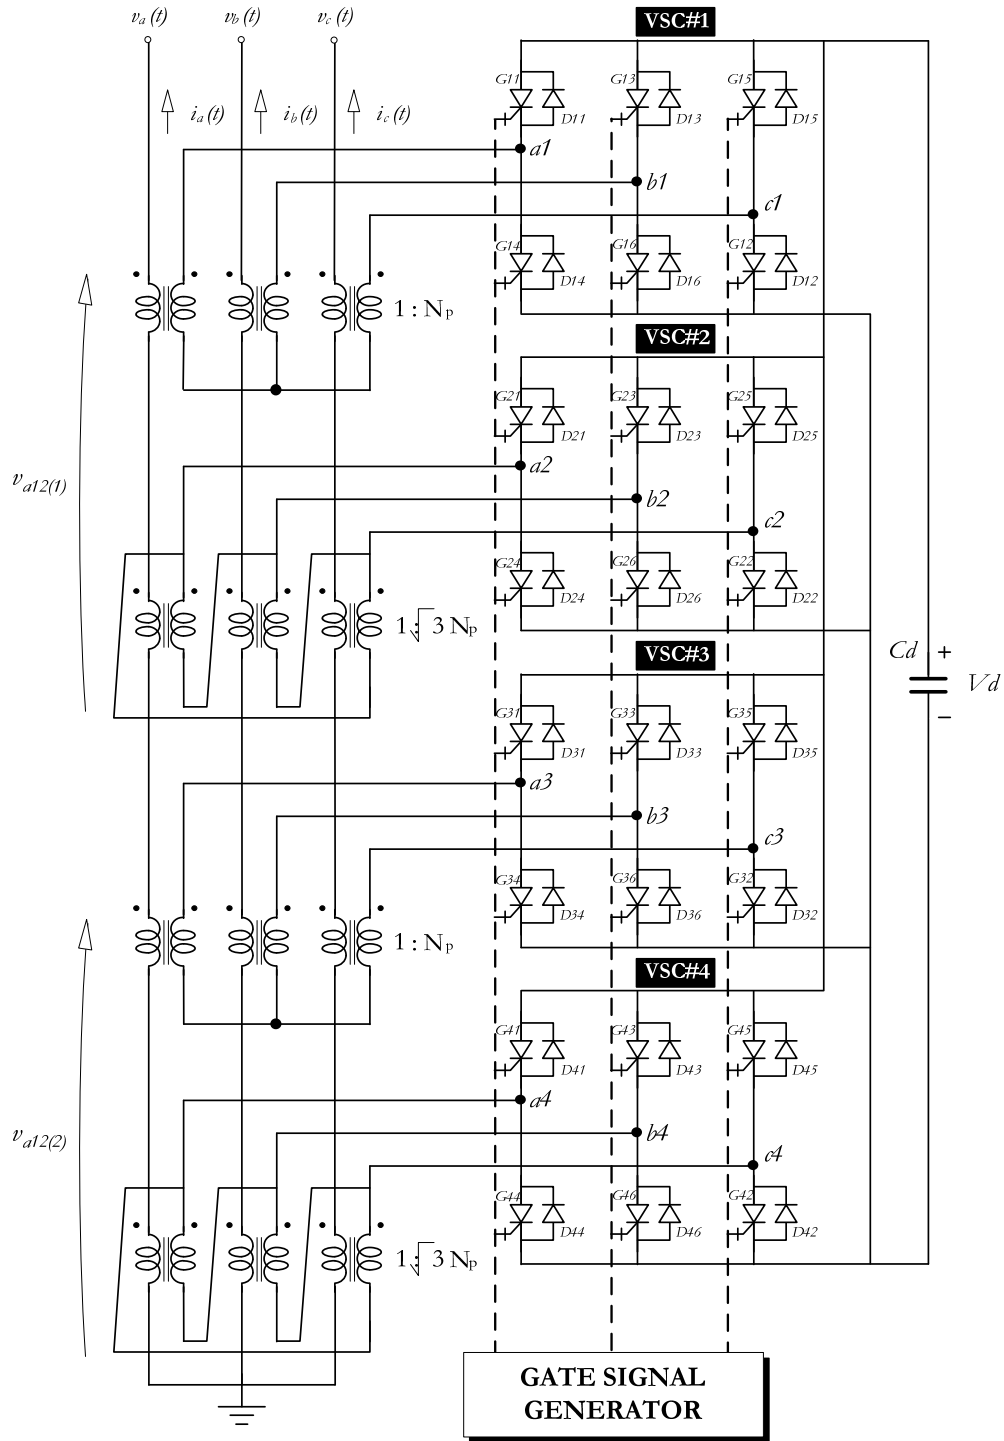 va (t) vb (t) vc (t)
VSC#1
ia (t) ib (t) ic (t)
G11 G13 G15
D11 D13 D15
a1
b1
c1
G14 G16 G12
D14 D16 D12
1 : Np
VSC#2
G21 G23 G25
D21 D23 D25
a2
va12(1)
b2
c2
G24 G26 G22
D24 D26 D22
1 : √3 Np
VSC#3
Cd + Vd −
G31 G33 G35
D31 D33 D35
a3
b3
c3
G34 G36 G32
D34 D36 D32
1 : Np
VSC#4
G41 G43 G45
D41 D43 D45
a4
va12(2)
b4
c4
G44 G46 G42
D44 D46 D42
1 : √3 Np
GATE SIGNAL
GENERATOR